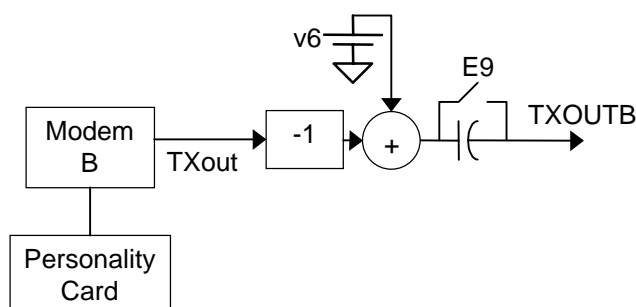 v6
E9
Modem
B
TXout
-1
+
TXOUTB
Personality
Card